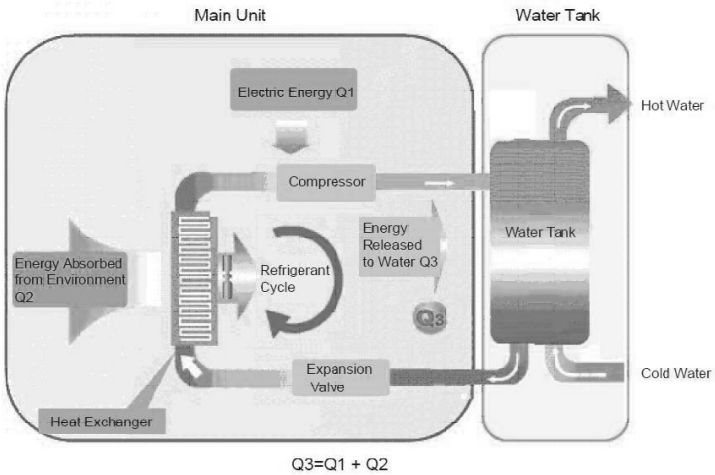 Main Unit
Water Tank
Electric Energy Q1
Hot Water
Compressor
Energy
Released
to Water Q3
Water Tank
Energy Absorbed
from Environment
Q2
Refrigerant
Cycle
Q3
Expansion
Valve
Cold Water
Heat Exchanger
Q3=Q1 + Q2